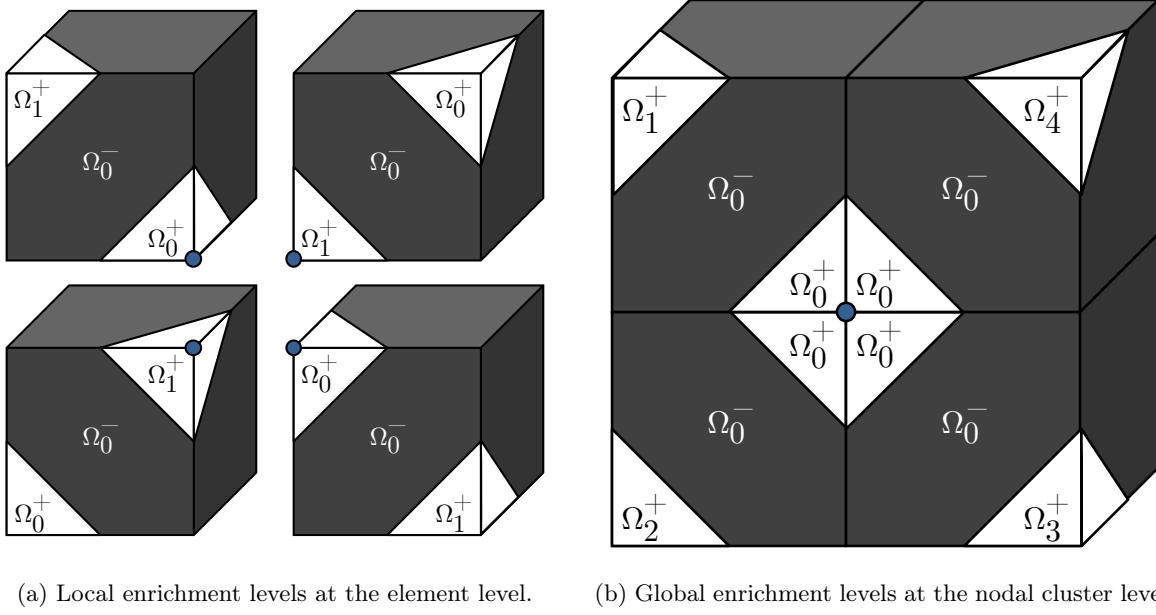 Ω₁⁺
Ω₀⁻
Ω₀⁺
Ω₀⁺
Ω₀⁻
Ω₁⁺
Ω₁⁺
Ω₀⁻
Ω₀⁺
Ω₀⁺
Ω₀⁻
Ω₁⁺
(a) Local enrichment levels at the element level.
Ω₁⁺ Ω₄⁺
Ω₀⁻ Ω₀⁻
Ω₀⁺ Ω₀⁺
Ω₀⁺ Ω₀⁺
Ω₀⁻ Ω₀⁻
Ω₂⁺ Ω₃⁺
(b) Global enrichment levels at the nodal cluster leve